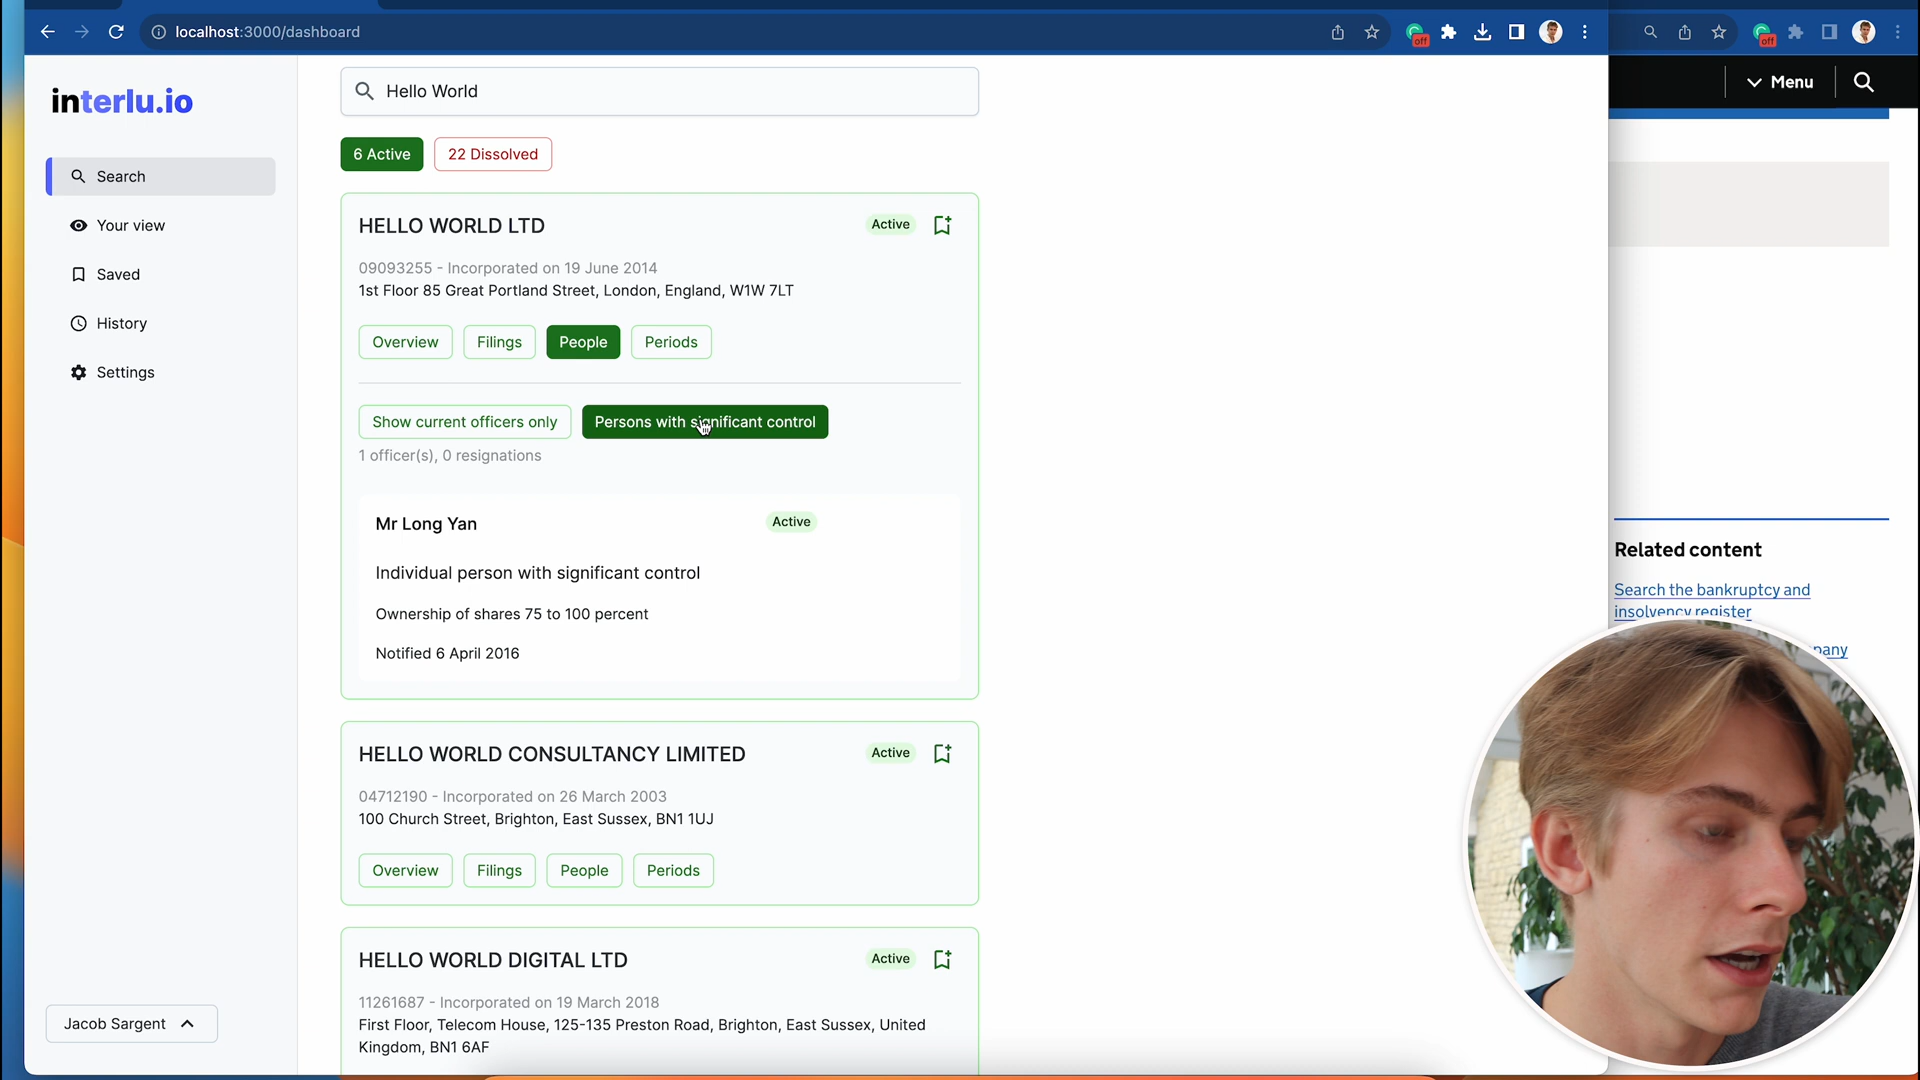 localhost:3000/dashboard
off
off
Menu
interlu.io
Search
Your view
Saved
History
Settings
Jacob Sargent
Hello World
6 Active
22 Dissolved
HELLO WORLD LTD
Active
09093255 - Incorporated on 19 June 2014
1st Floor 85 Great Portland Street, London, England, W1W 7LT
Overview
Filings
People
Periods
Show current officers only
Persons with significant control
1 officer(s), 0 resignations
Mr Long Yan
Active
Individual person with significant control
Ownership of shares 75 to 100 percent
Notified 6 April 2016
HELLO WORLD CONSULTANCY LIMITED
Active
04712190 - Incorporated on 26 March 2003
100 Church Street, Brighton, East Sussex, BN1 1UJ
Overview
Filings
People
Periods
HELLO WORLD DIGITAL LTD
Active
11261687 - Incorporated on 19 March 2018
First Floor, Telecom House, 125-135 Preston Road, Brighton, East Sussex, United
Kingdom, BN1 6AF
Related content
Search the bankruptcy and
insolvency register